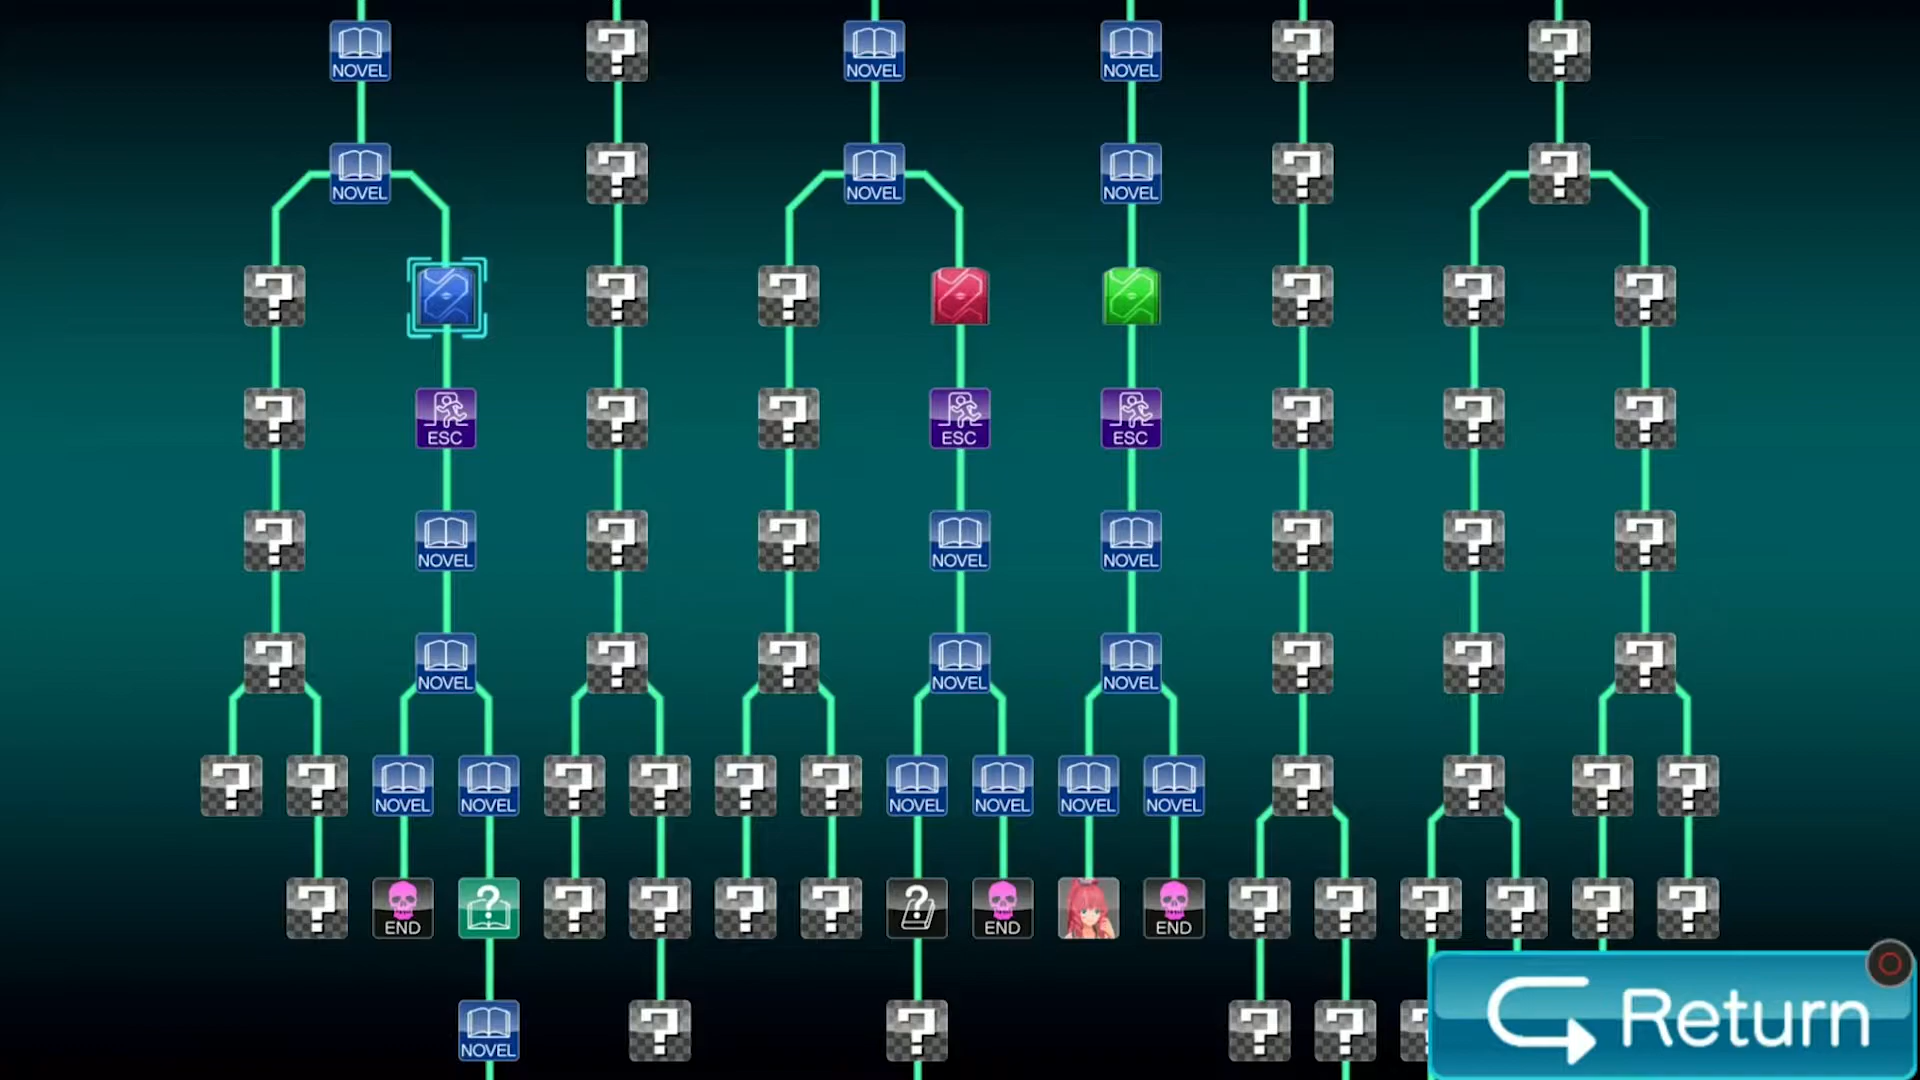 NOVEL ? NOVEL NOVEL ? ?
NOVEL ? NOVEL NOVEL ? ?
? ? ? ? ? ?
? ESC ? ? ESC ESC ? ? ?
? NOVEL ? ? NOVEL NOVEL ? ? ?
? NOVEL ? ? NOVEL NOVEL ? ? ?
? ? NOVEL NOVEL ? ? ? ? NOVEL NOVEL NOVEL NOVEL ? ? ? ?
? END ? ? ? ? ? ? END END ? ? ? ? ? ?
NOVEL ? ? ? ? ?
Return